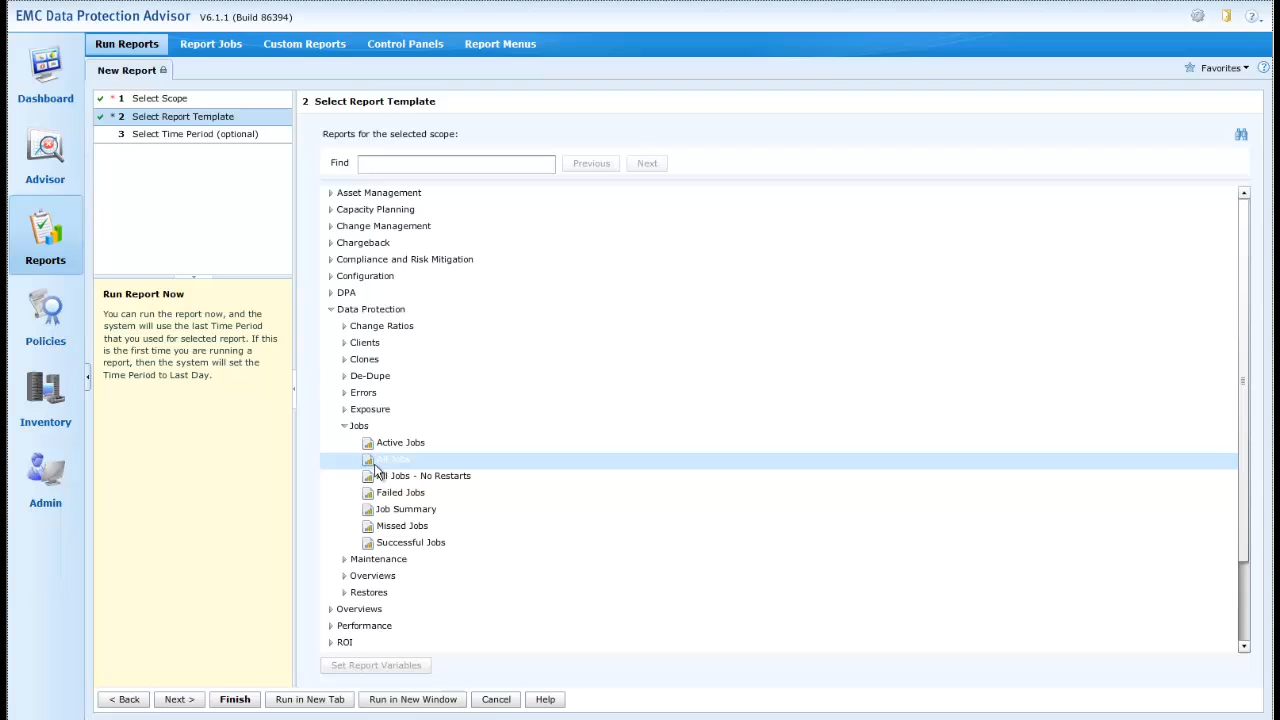 EMC Data Protection Advisor V6.1.1 (Build 86394)
Run Reports Report Jobs Custom Reports Control Panels Report Menus
New Report
Favorites
Dashboard
Advisor
Reports
Policies
Inventory
Admin
* 1 Select Scope
* 2 Select Report Template
3 Select Time Period (optional)
Run Report Now
You can run the report now, and the
system will use the last Time Period
that you used for selected report. If this
is the first time you are running a
report, then the system will set the
Time Period to Last Day.
2 Select Report Template
Reports for the selected scope:
Find Previous Next
Asset Management
Capacity Planning
Change Management
Chargeback
Compliance and Risk Mitigation
Configuration
DPA
Data Protection
Change Ratios
Clients
Clones
De-Dupe
Errors
Exposure
Jobs
Active Jobs
All Jobs
All Jobs - No Restarts
Failed Jobs
Job Summary
Missed Jobs
Successful Jobs
Maintenance
Overviews
Restores
Overviews
Performance
ROI
Set Report Variables
< Back Next > Finish Run in New Tab Run in New Window Cancel Help